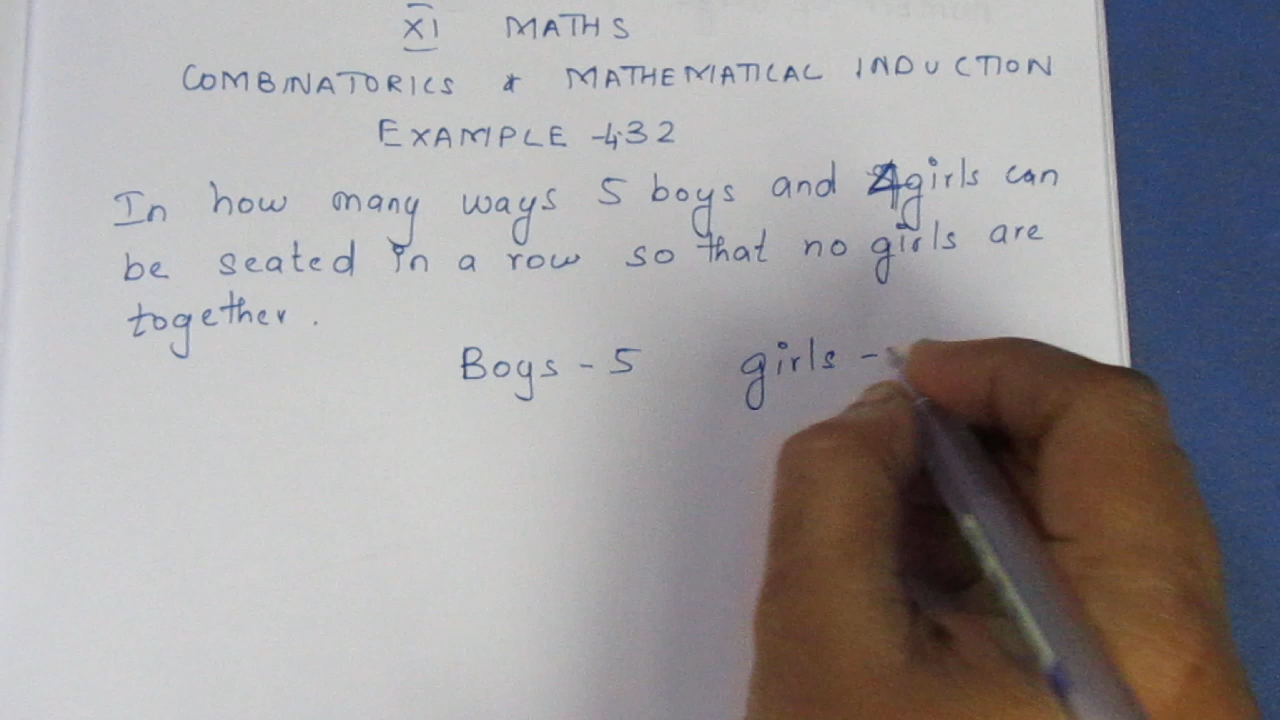 XI MATHS
COMBINATORICS & MATHEMATICAL INDUCTION
EXAMPLE - 4.32
In how many ways 5 boys and 4 girls can
be seated in a row so that no girls are
together.
Boys - 5 girls -